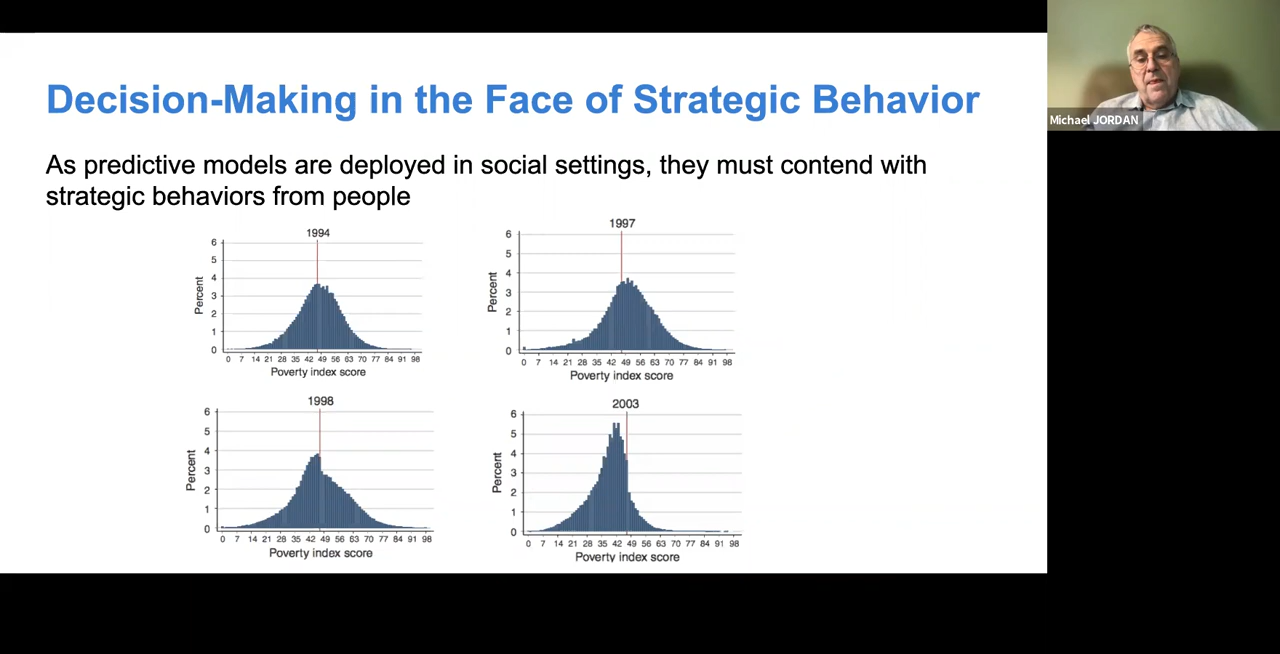 Decision-Making in the Face of Strategic Behavior
Michael JORDAN
As predictive models are deployed in social settings, they must contend with
strategic behaviors from people
1994
6
5
4
3
2
1
0
Percent
0 7 14 21 28 35 42 49 56 63 70 77 84 91 98
Poverty index score
1997
6
5
4
3
2
1
0
Percent
0 7 14 21 28 35 42 49 56 63 70 77 84 91 98
Poverty index score
1998
6
5
4
3
2
1
0
Percent
0 7 14 21 28 35 42 49 56 63 70 77 84 91 98
Poverty index score
2003
6
5
4
3
2
1
0
Percent
0 7 14 21 28 35 42 49 56 63 70 77 84 91 98
Poverty index score